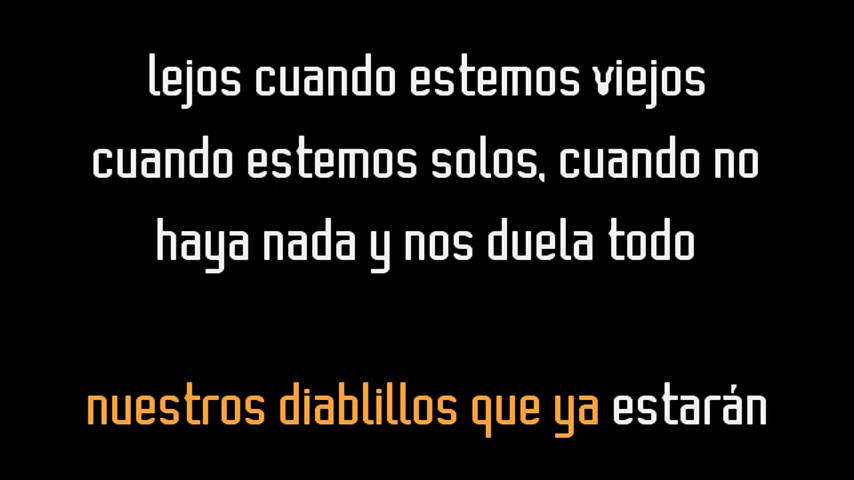 lejos cuando estemos viejos
cuando estemos solos, cuando no
haya nada y nos duela todo
nuestros diablillos que ya estarán